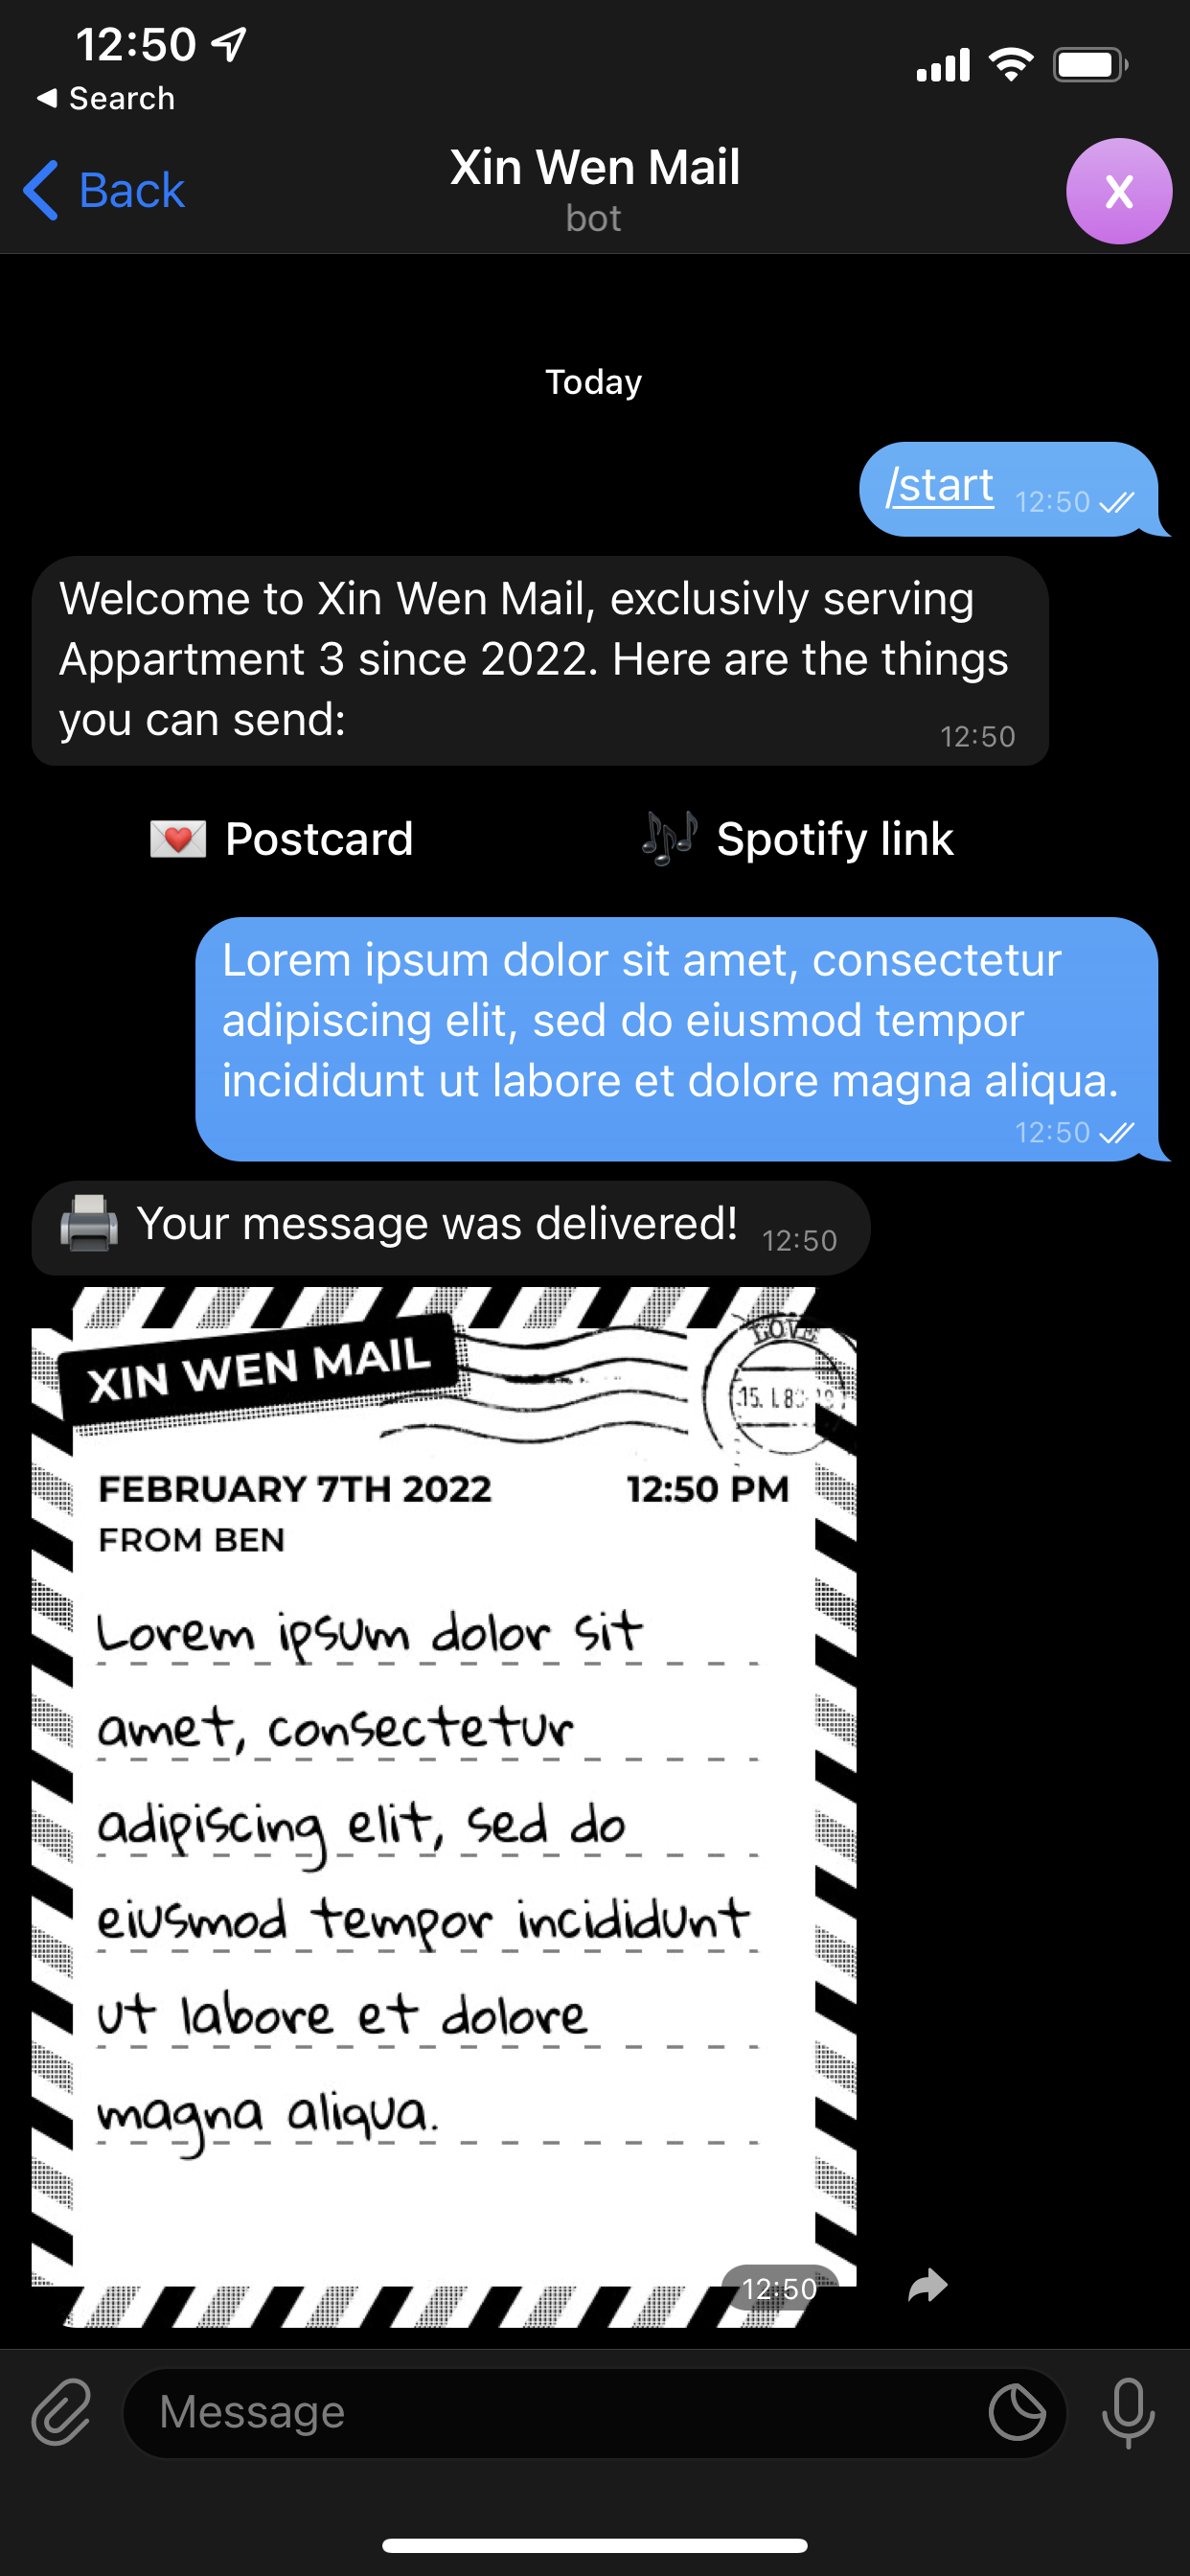 12:50
Search
Back
Xin Wen Mail
bot
X
Today
/start 12:50
Welcome to Xin Wen Mail, exclusivly serving
Appartment 3 since 2022. Here are the things
you can send:
12:50
Postcard
Spotify link
Lorem ipsum dolor sit amet, consectetur
adipiscing elit, sed do eiusmod tempor
incididunt ut labore et dolore magna aliqua.
12:50
Your message was delivered! 12:50
XIN WEN MAIL
LOVE
15. I. 8
FEBRUARY 7TH 2022 12:50 PM
FROM BEN
Lorem ipsum dolor sit
amet, consectetur
adipiscing elit, sed do
eiusmod tempor incididunt
ut labore et dolore
magna aliqua.
12:50
Message